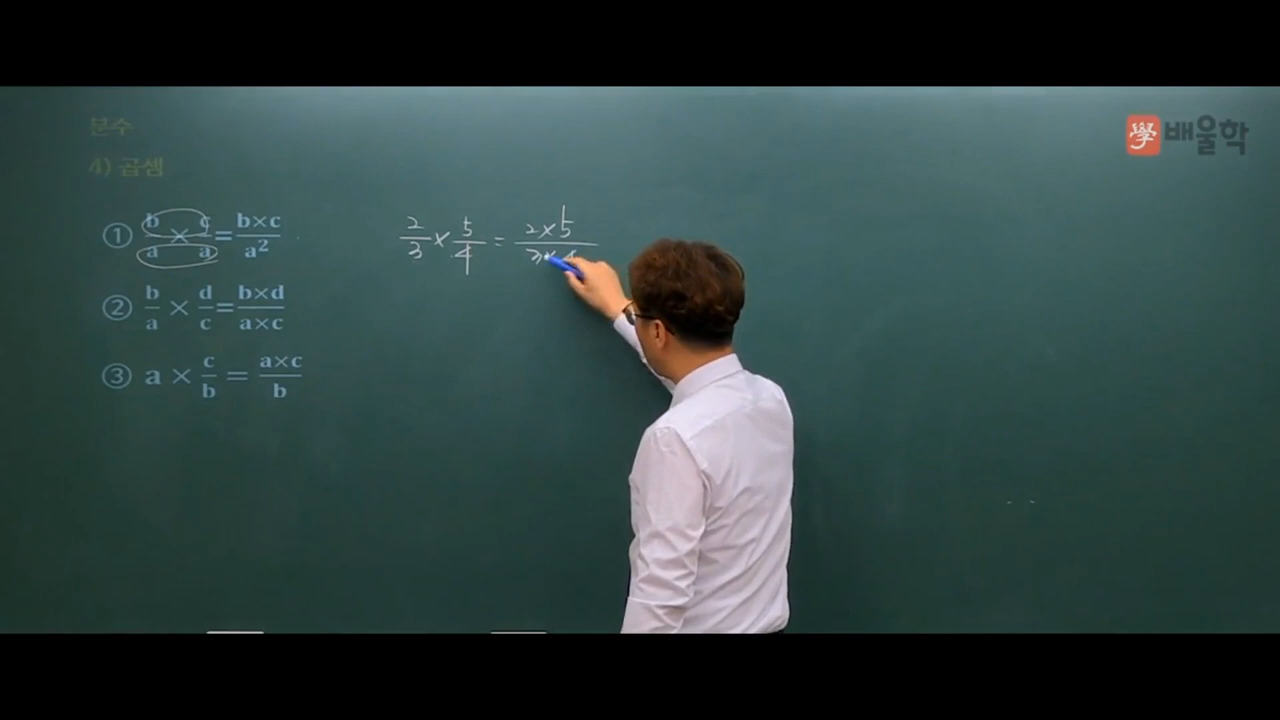 분수
4) 곱셈
學 배울학
① b/a × c/a = b×c/a²
2/3 × 5/4 = 2×5/3×4
② b/a × d/c = b×d/a×c
③ a × c/b = a×c/b